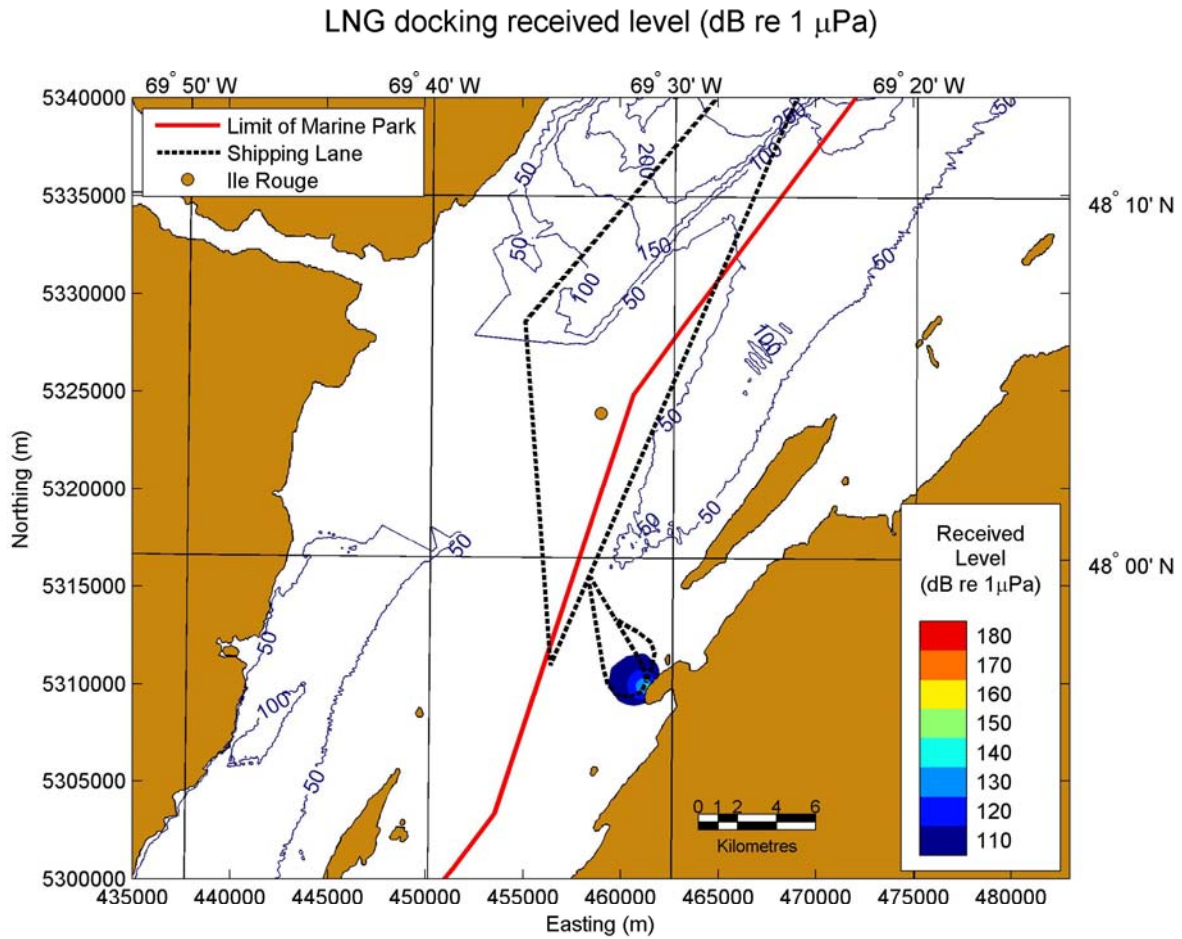 LNG docking received level (dB re 1 μPa)
69° 50' W
69° 40' W
69° 30' W
69° 20' W
5340000
5335000
5330000
5325000
5320000
5315000
5310000
5305000
5300000
Northing (m)
Limit of Marine Park
Shipping Lane
Ile Rouge
50
50
200
200
100
50
50
100
150
50
50
100
50
50
50
50
50
100
50
48° 10' N
48° 00' N
Received
Level
(dB re 1μPa)
180
170
160
150
140
130
120
110
0 1 2 4 6
Kilometres
435000 440000 445000 450000 455000 460000 465000 470000 475000 480000
Easting (m)